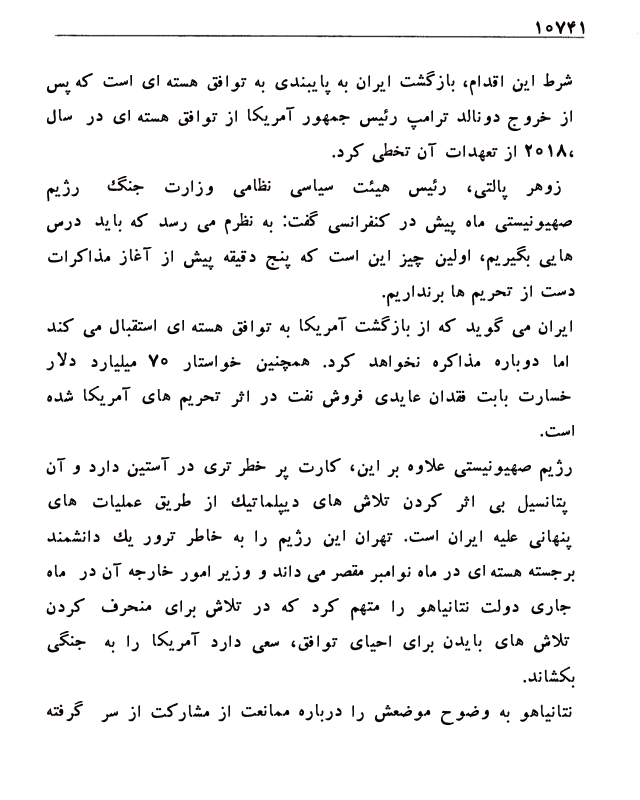 ۱۰۷۴۱
شرط این اقدام، بازگشت ایران به پایبندی به توافق هسته ای است که پس
از خروج دونالد ترامپ رئیس جمهور آمریکا از توافق هسته ای در سال
۲۰۱۸، از تعهدات آن تخطی کرد.
زوهر پالتی، رئیس هیئت سیاسی نظامی وزارت جنگ رژیم
صهیونیستی ماه پیش در کنفرانسی گفت: به نظرم می رسد که باید درس
هایی بگیریم، اولین چیز این است که پنج دقیقه پیش از آغاز مذاکرات
دست از تحریم ها برنداریم.
ایران می گوید که از بازگشت آمریکا به توافق هسته ای استقبال می کند
اما دوباره مذاکره نخواهد کرد. همچنین خواستار ۷۰ میلیارد دلار
خسارت بابت فقدان عایدی فروش نفت در اثر تحریم های آمریکا شده
است.
رژیم صهیونیستی علاوه بر این، کارت پر خطر تری در آستین دارد و آن
پتانسیل بی اثر کردن تلاش های دیپلماتیک از طریق عملیات های
پنهانی علیه ایران است. تهران این رژیم را به خاطر ترور یک دانشمند
برجسته هسته ای در ماه نوامبر مقصر می داند و وزیر امور خارجه آن در ماه
جاری دولت نتانیاهو را متهم کرد که در تلاش برای منحرف کردن
تلاش های بایدن برای احیای توافق، سعی دارد آمریکا را به جنگی
بکشاند.
نتانیاهو به وضوح موضعش را درباره ممانعت از مشارکت از سر گرفته